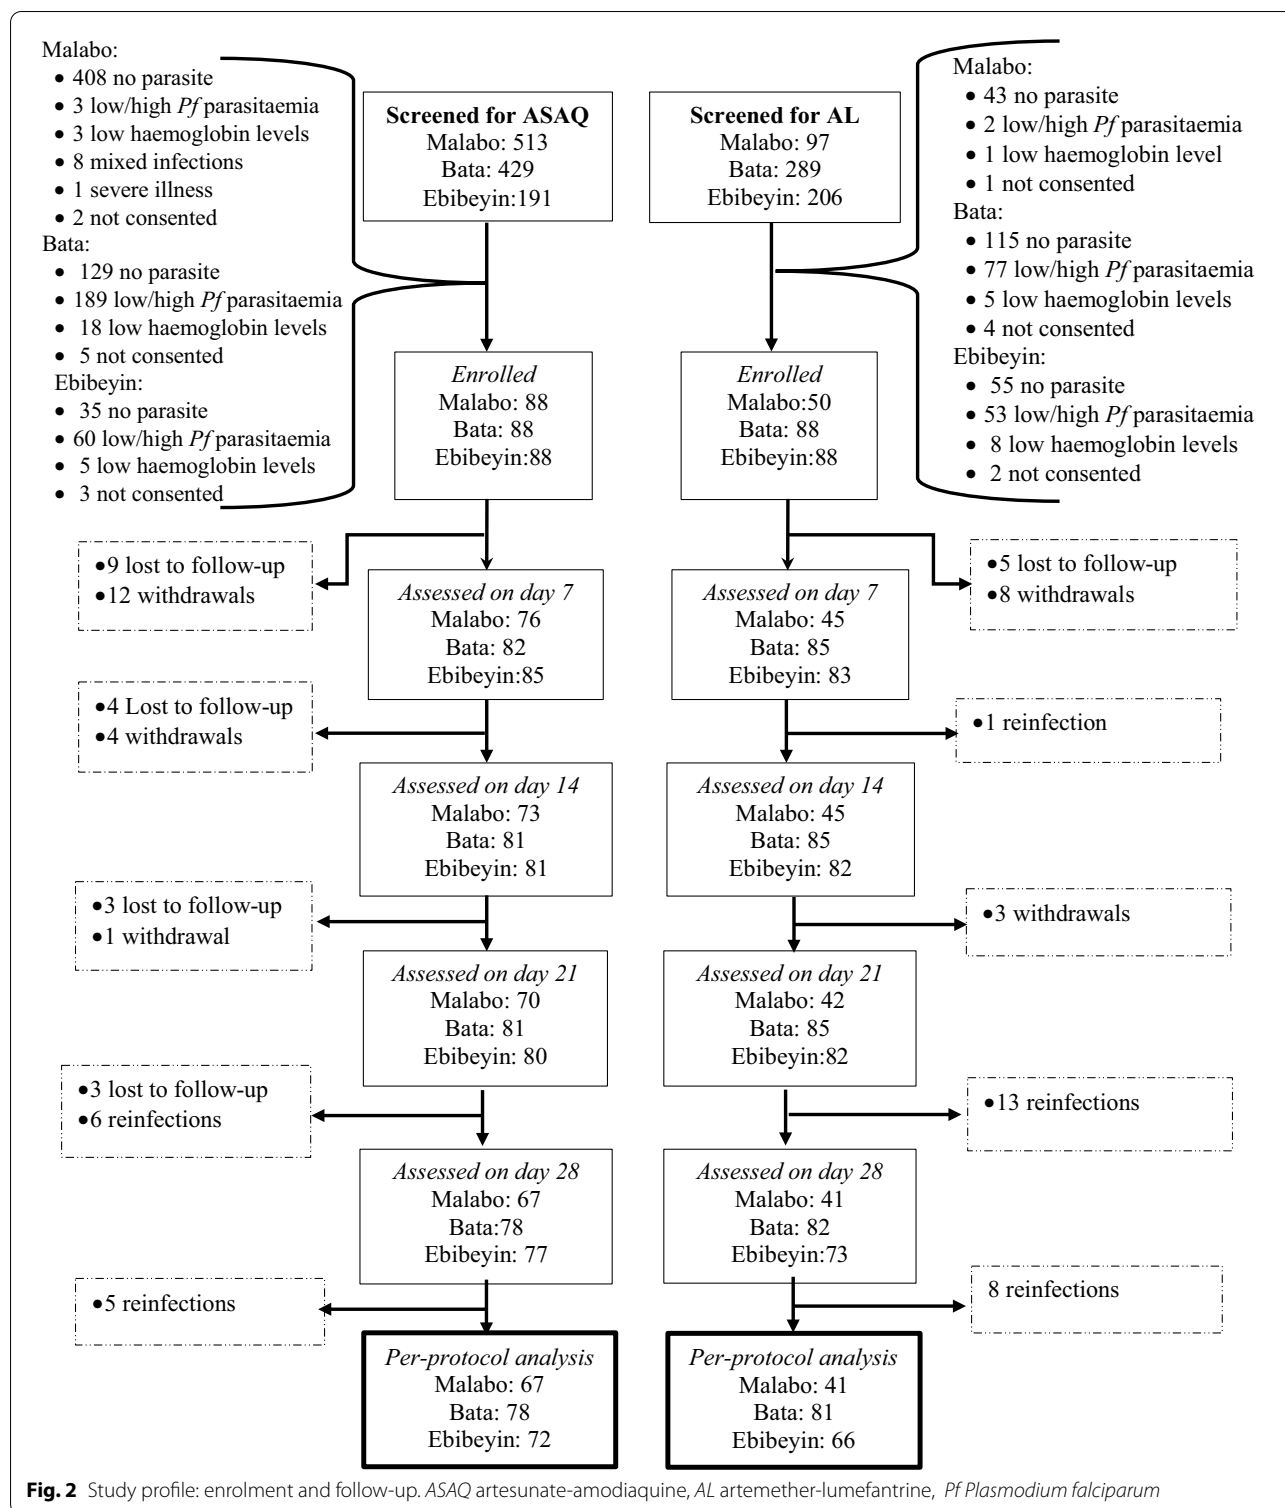 Malabo:
• 408 no parasite
• 3 low/high Pf parasitaemia
• 3 low haemoglobin levels
• 8 mixed infections
• 1 severe illness
• 2 not consented
Bata:
• 129 no parasite
• 189 low/high Pf parasitaemia
• 18 low haemoglobin levels
• 5 not consented
Ebibeyin:
• 35 no parasite
• 60 low/high Pf parasitaemia
• 5 low haemoglobin levels
• 3 not consented
Screened for ASAQ
Malabo: 513
Bata: 429
Ebibeyin:191
Screened for AL
Malabo: 97
Bata: 289
Ebibeyin: 206
Malabo:
• 43 no parasite
• 2 low/high Pf parasitaemia
• 1 low haemoglobin level
• 1 not consented
Bata:
• 115 no parasite
• 77 low/high Pf parasitaemia
• 5 low haemoglobin levels
• 4 not consented
Ebibeyin:
• 55 no parasite
• 53 low/high Pf parasitaemia
• 8 low haemoglobin levels
• 2 not consented
Enrolled
Malabo: 88
Bata: 88
Ebibeyin:88
Enrolled
Malabo:50
Bata: 88
Ebibeyin:88
•9 lost to follow-up
•12 withdrawals
•5 lost to follow-up
•8 withdrawals
Assessed on day 7
Malabo: 76
Bata: 82
Ebibeyin:85
Assessed on day 7
Malabo: 45
Bata: 85
Ebibeyin: 83
•4 Lost to follow-up
•4 withdrawals
•1 reinfection
Assessed on day 14
Malabo: 73
Bata: 81
Ebibeyin: 81
Assessed on day 14
Malabo: 45
Bata: 85
Ebibeyin: 82
•3 lost to follow-up
•1 withdrawal
•3 withdrawals
Assessed on day 21
Malabo: 70
Bata: 81
Ebibeyin: 80
Assessed on day 21
Malabo: 42
Bata: 85
Ebibeyin:82
•3 lost to follow-up
•6 reinfections
•13 reinfections
Assessed on day 28
Malabo: 67
Bata:78
Ebibeyin: 77
Assessed on day 28
Malabo: 41
Bata: 82
Ebibeyin:73
•5 reinfections
8 reinfections
Per-protocol analysis
Malabo: 67
Bata: 78
Ebibeyin: 72
Per-protocol analysis
Malabo: 41
Bata: 81
Ebibeyin: 66
Fig. 2 Study profile: enrolment and follow-up. ASAQ artesunate-amodiaquine, AL artemether-lumefantrine, Pf Plasmodium falciparum